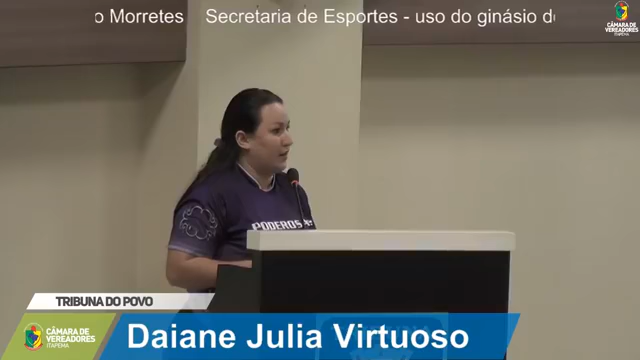 o Morretes Secretaria de Esportes - uso do ginásio d
CÂMARA DE
VEREADORES
ITAPEMA
PODEROS
TRIBUNA DO POVO
CÂMARA DE
VEREADORES
ITAPEMA
Daiane Julia Virtuoso